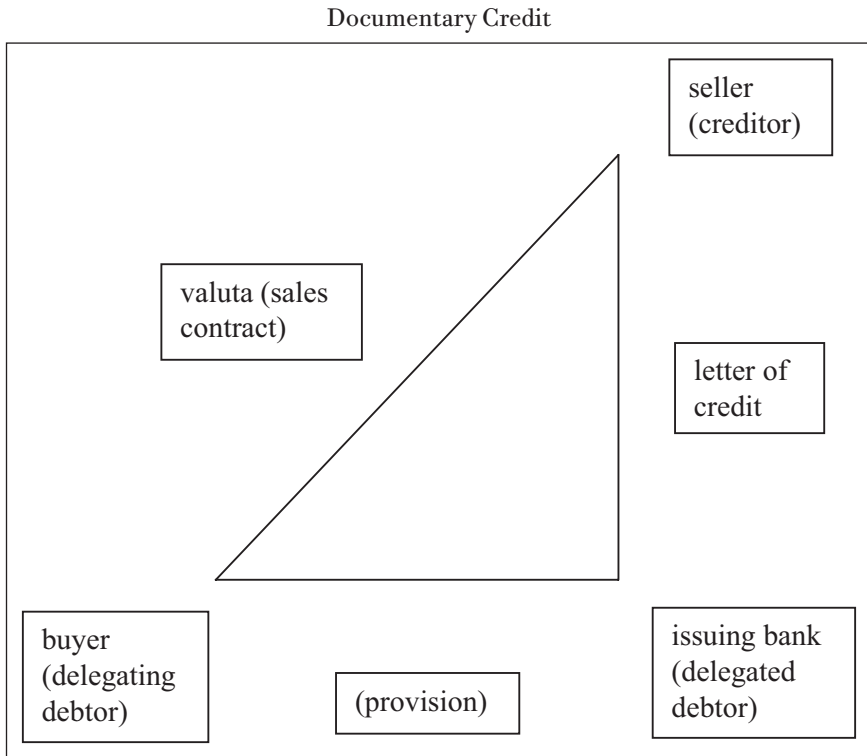 Documentary Credit
seller
(creditor)
valuta (sales
contract)
letter of
credit
buyer
(delegating
debtor)
(provision)
issuing bank
(delegated
debtor)